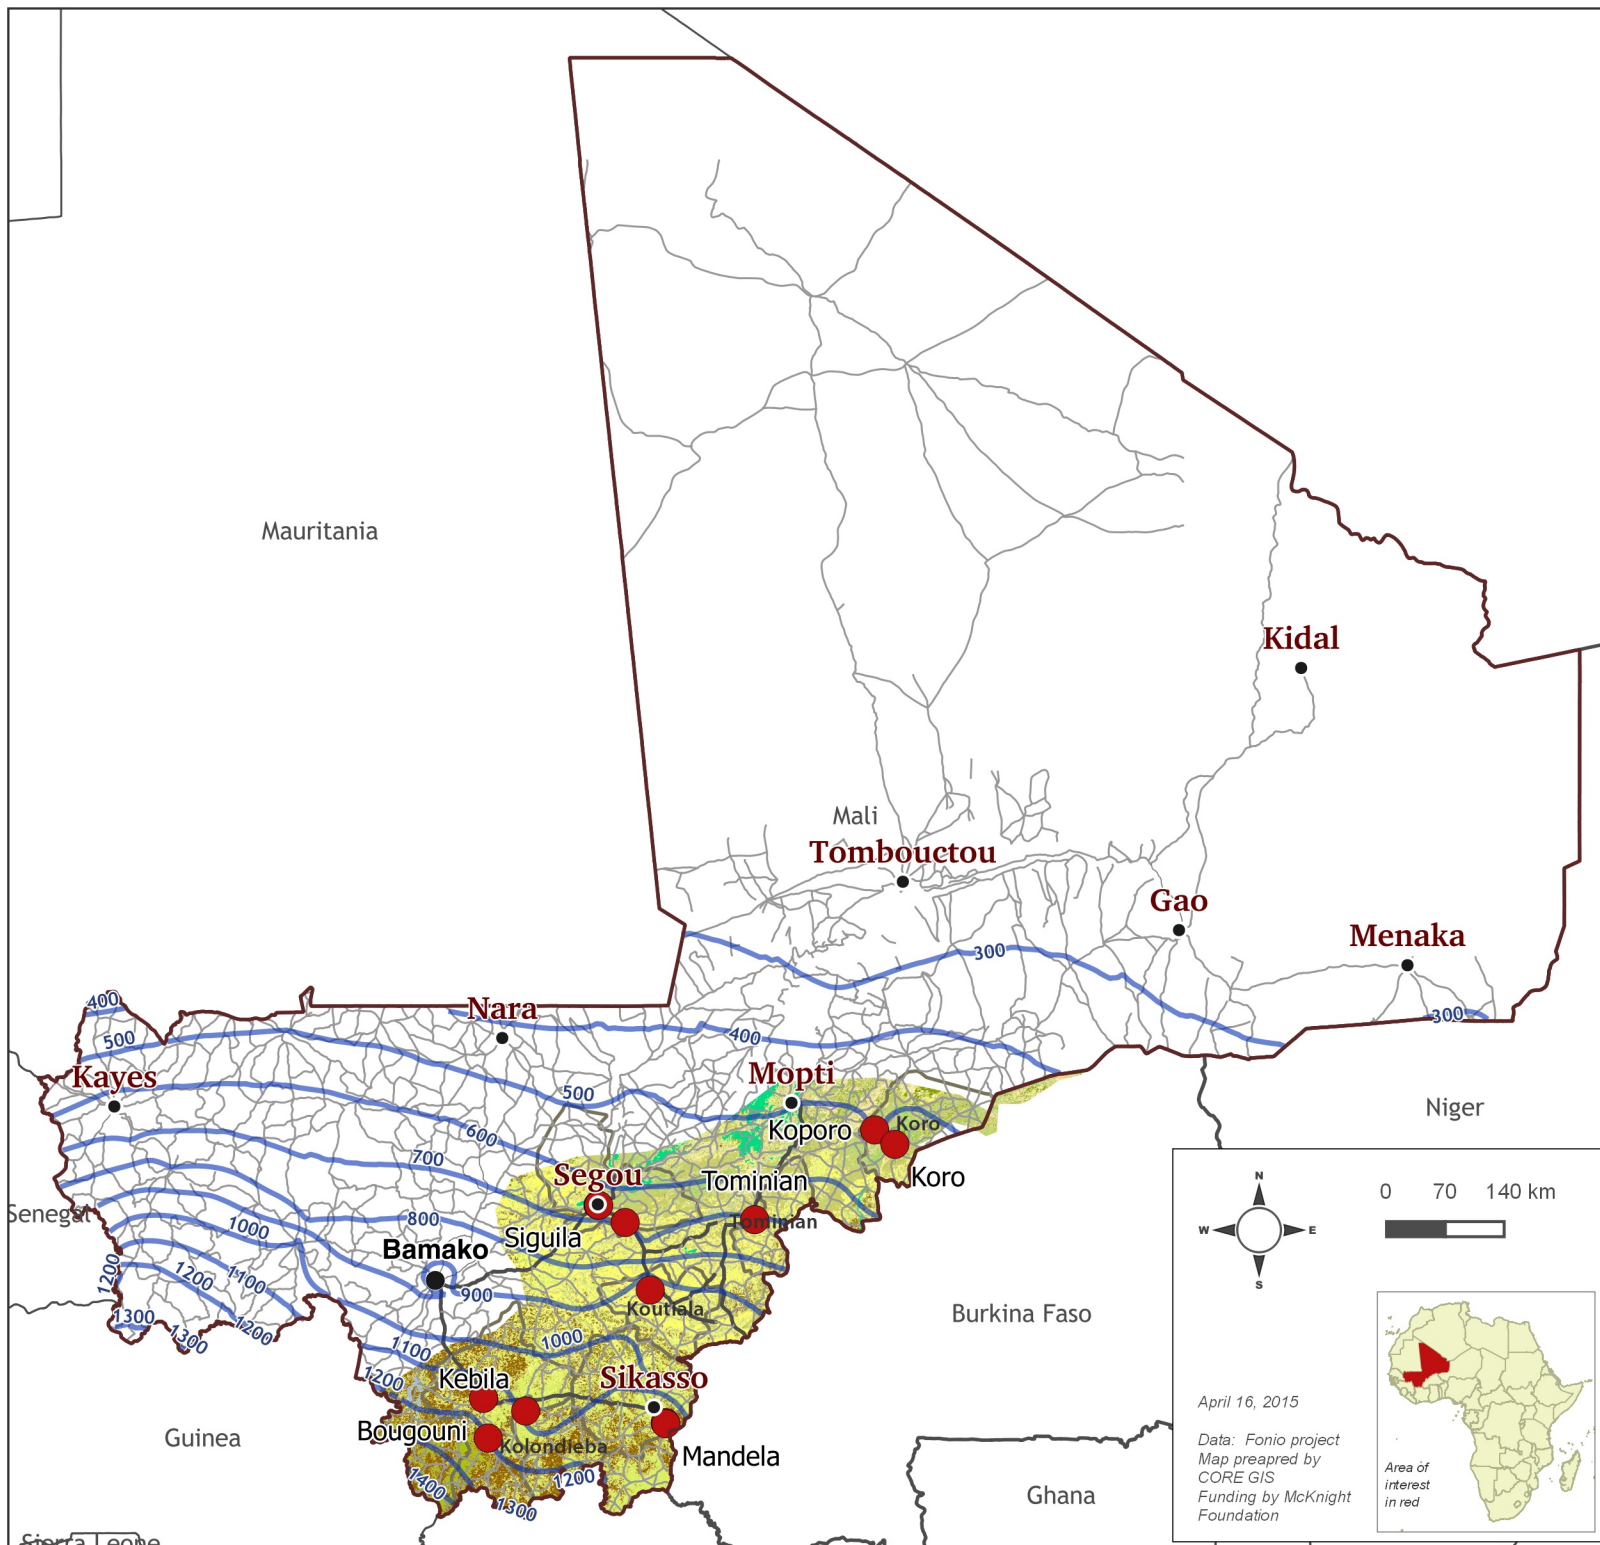 Mauritania
Kidal
Mali
Tombouctou
Gao
Menaka
300
300
400
Nara
500
400
Kayes
Mopti
500
Niger
Koporo
Koro
600
700
Segou
Tominian
Koro
Senegal
800
Tominian
1000
Siguila
Bamako
1200
1200
1100
900
Koutiala
Burkina Faso
1300
1300
1200
1100
1000
1200
Kebila
Sikasso
Bougouni
Kolondieba
Guinea
Mandela
1400
1200
1300
Ghana
Sierra Leone
N
W
E
S
0 70 140 km
April 16, 2015
Data: Fonio project
Map preapred by
CORE GIS
Funding by McKnight
Foundation
Area of
interest
in red